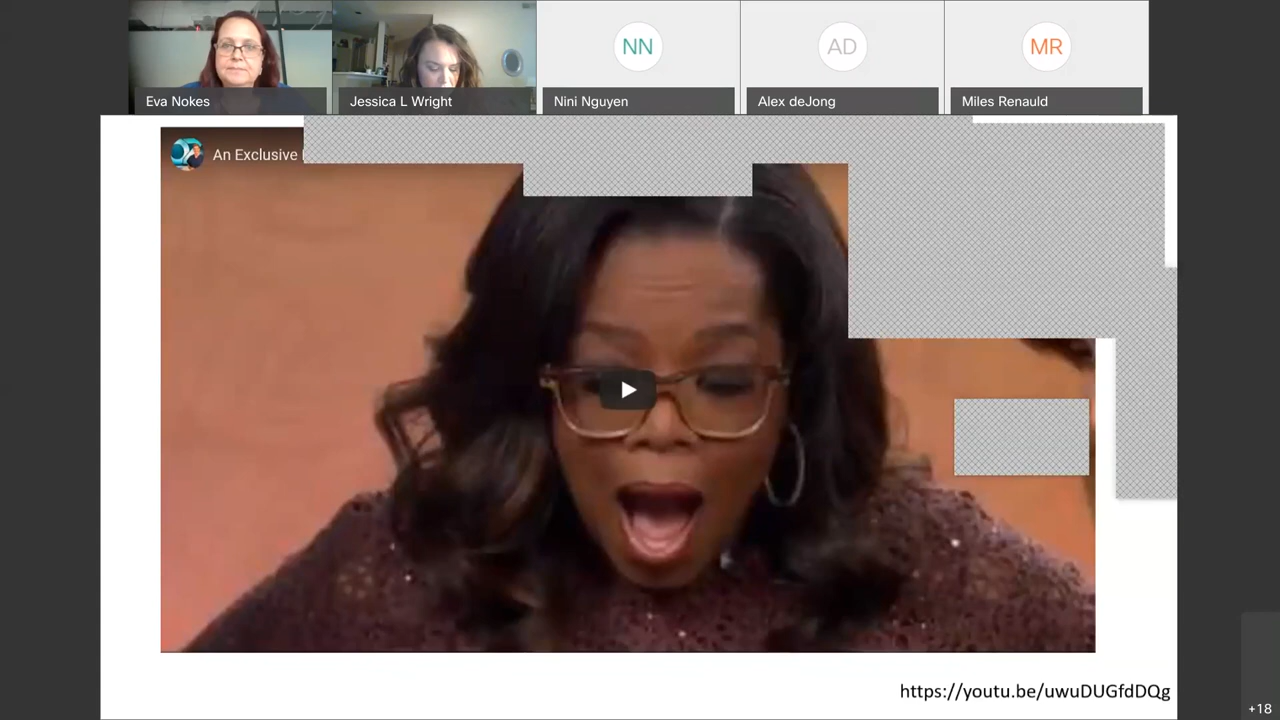 Eva Nokes
Jessica L Wright
NN
Nini Nguyen
AD
Alex deJong
MR
Miles Renauld
An Exclusive
https://youtu.be/uwuDUGfdDQg
+18